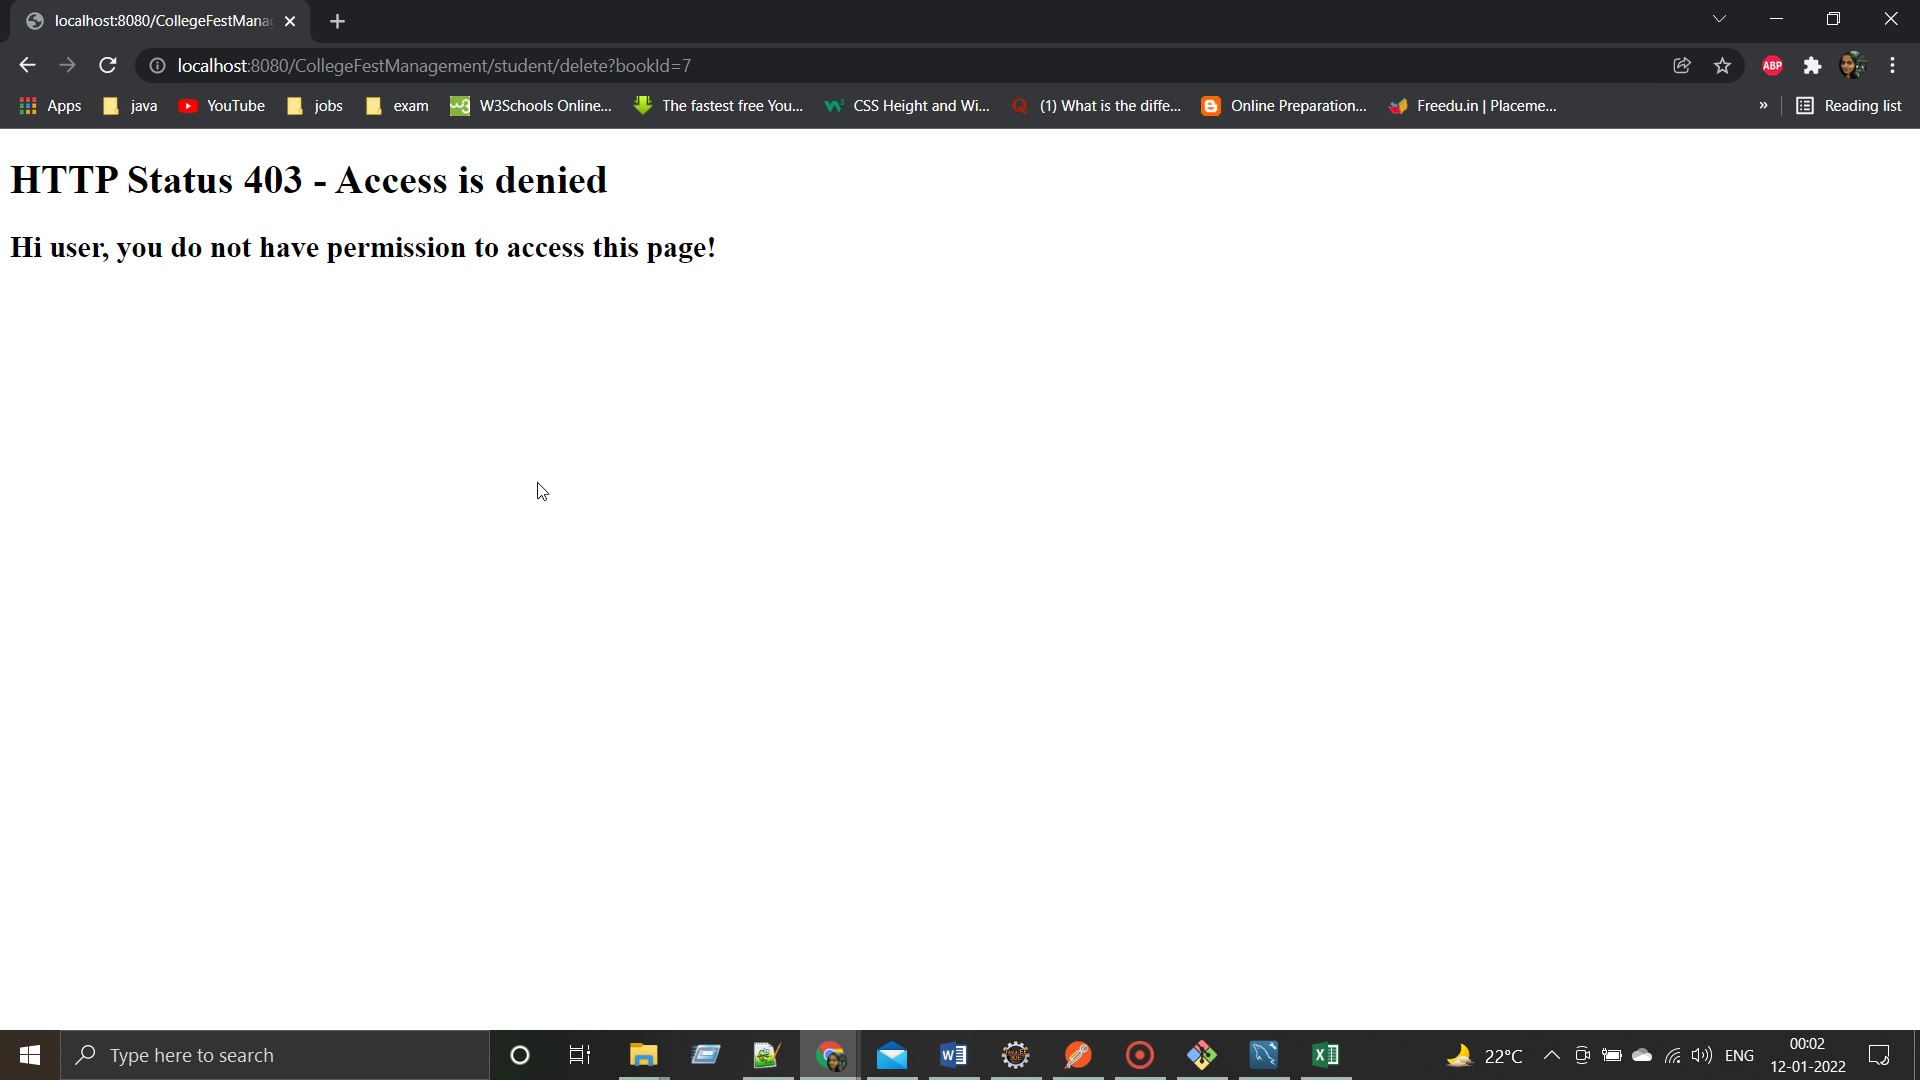 localhost:8080/CollegeFestMana
localhost:8080/CollegeFestManagement/student/delete?bookId=7
ABP
Apps java YouTube jobs exam W3Schools Online... The fastest free You... CSS Height and Wi... (1) What is the diffe... Online Preparation... Freedu.in | Placeme... » Reading list
HTTP Status 403 - Access is denied
Hi user, you do not have permission to access this page!
Type here to search
22°C ENG
00:02
12-01-2022